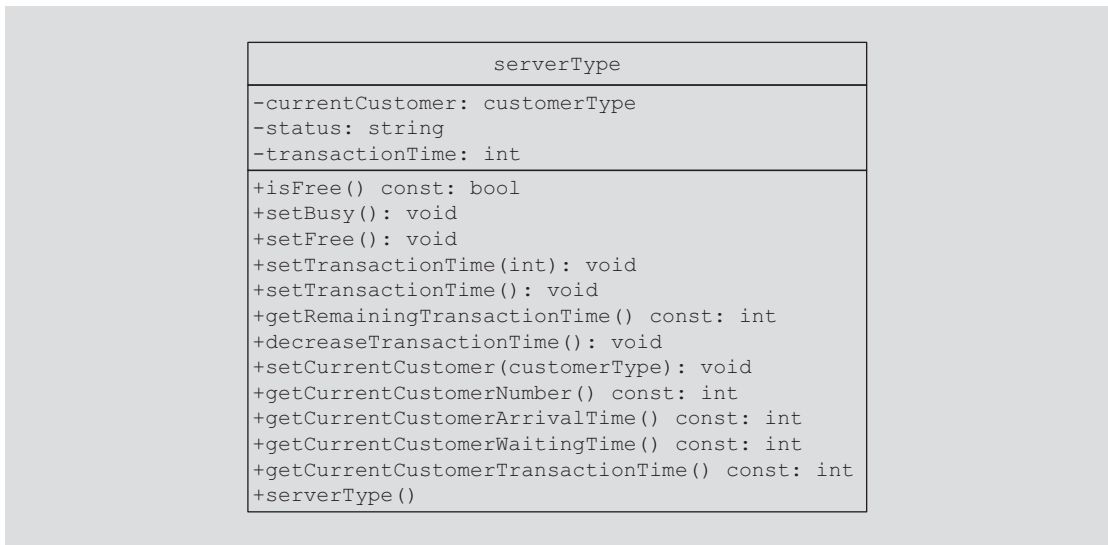 serverType
-currentCustomer: customerType
-status: string
-transactionTime: int
+isFree() const: bool
+setBusy(): void
+setFree(): void
+setTransactionTime(int): void
+setTransactionTime(): void
+getRemainingTransactionTime() const: int
+decreaseTransactionTime(): void
+setCurrentCustomer(customerType): void
+getCurrentCustomerNumber() const: int
+getCurrentCustomerArrivalTime() const: int
+getCurrentCustomerWaitingTime() const: int
+getCurrentCustomerTransactionTime() const: int
+serverType()